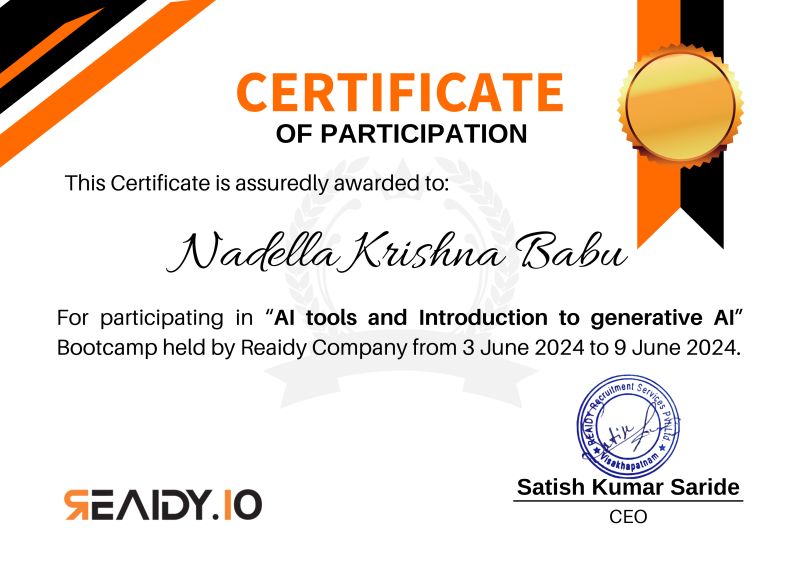 CERTIFICATE
OF PARTICIPATION
This Certificate is assuredly awarded to:
Nadella Krishna Babu
For participating in “AI tools and Introduction to generative AI”
Bootcamp held by Reaidy Company from 3 June 2024 to 9 June 2024.
REAIDY Recruitment Services Pvt Ltd
Visakhapatnam
Satish Kumar Saride
CEO
REAIDY.IO